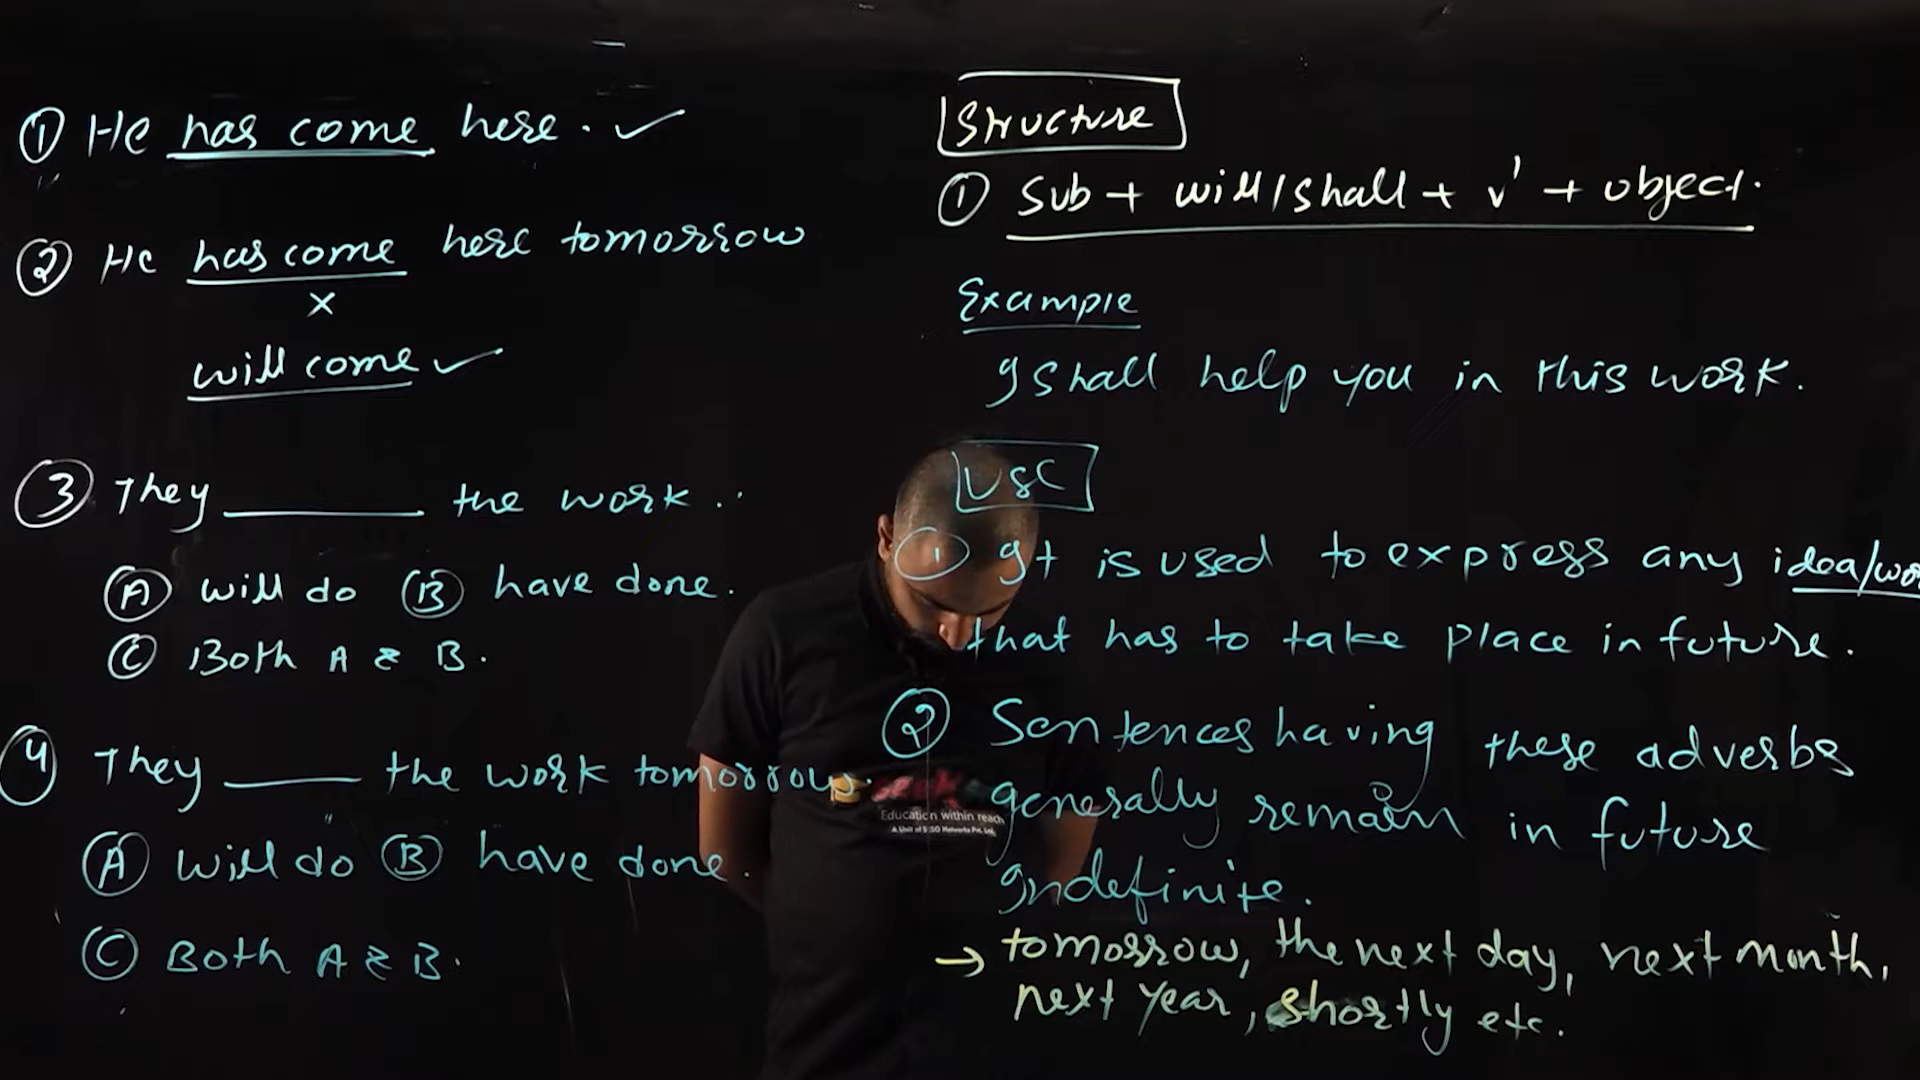 ① He has come here. ✓
② He has come here tomorrow
×
will come ✓
③ They ______ the work.
Ⓐ will do Ⓑ have done.
Ⓒ Both A & B.
④ They ______ the work tomorrow.
Ⓐ will do Ⓑ have done.
Ⓒ Both A & B.
Structure
① Sub + will/shall + v¹ + object.
Example
I shall help you in this work.
Use
① It is used to express any idea/wo
that has to take place in future.
② Sentences having these adverbs
generally remain in future
Indefinite.
→ tomorrow, the next day, next month,
next year, shortly etc.
Education within reach